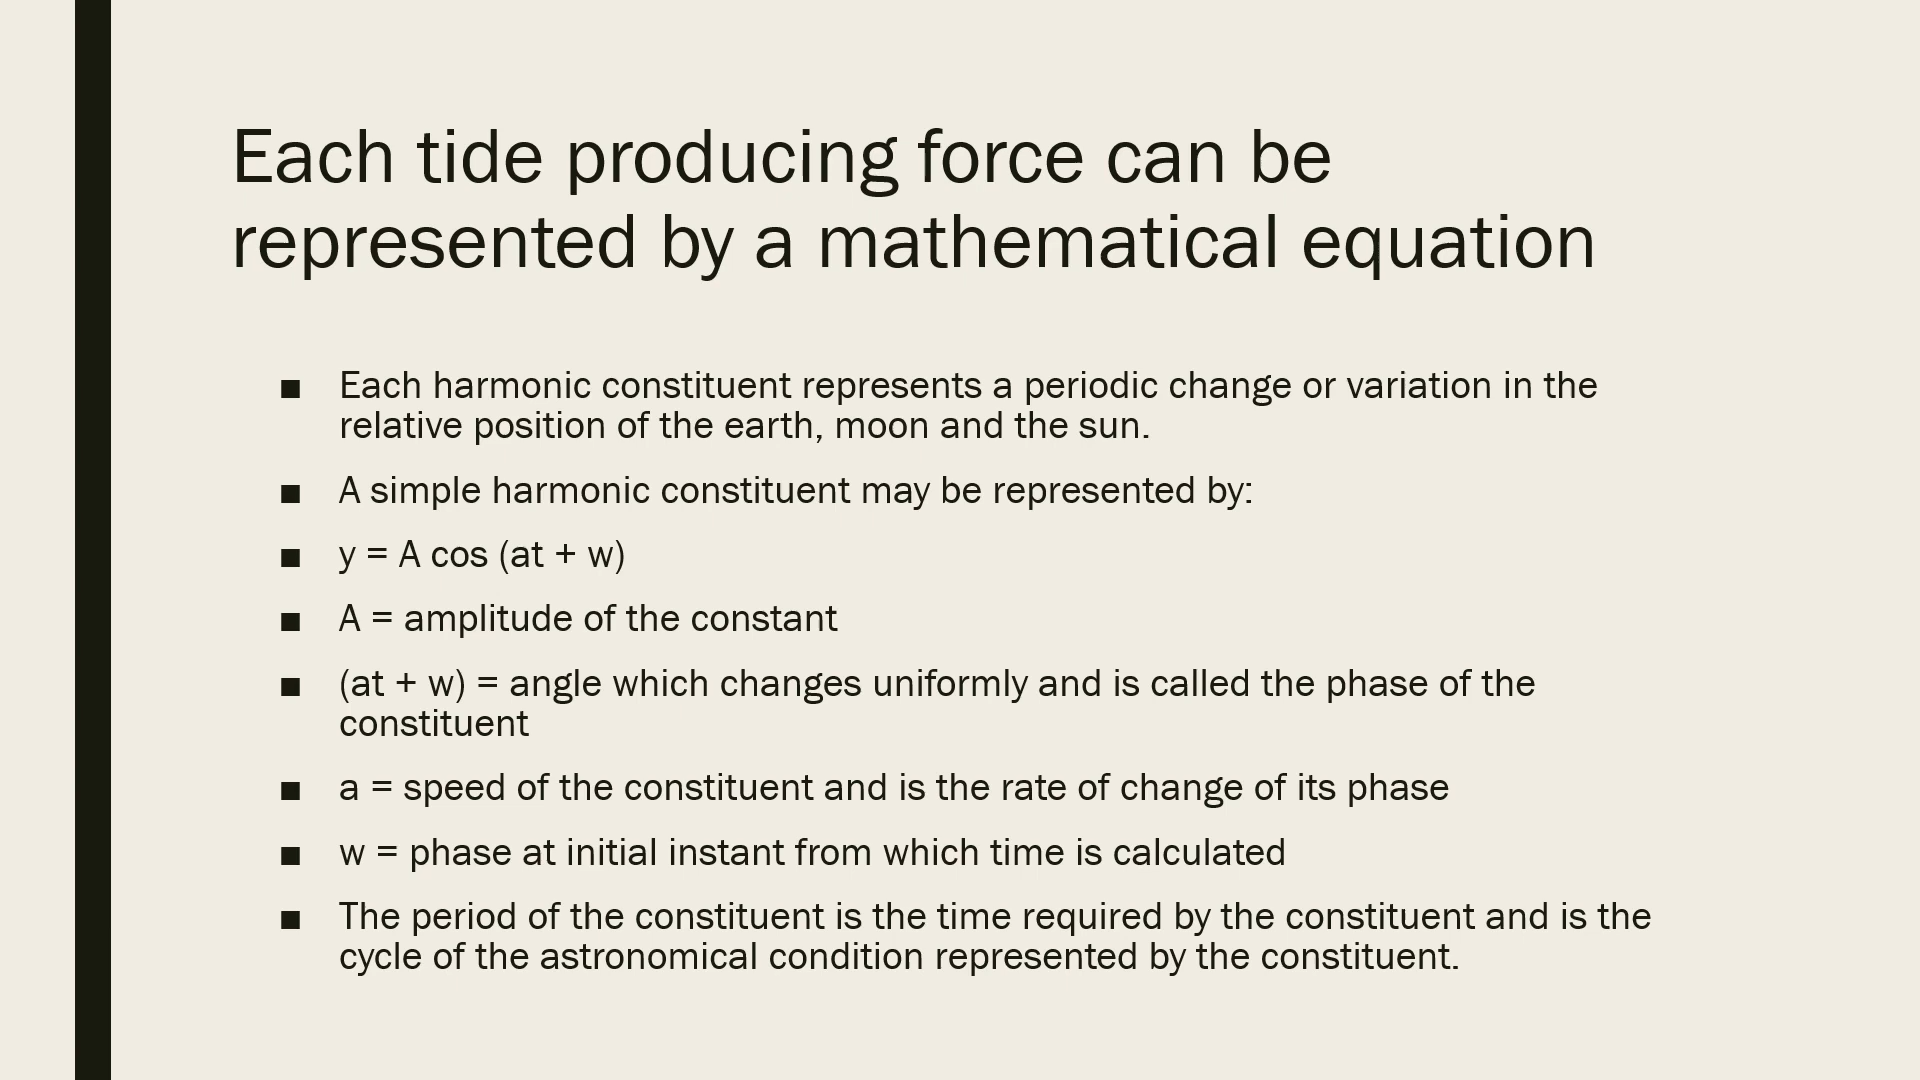 Each tide producing force can be
represented by a mathematical equation
■ Each harmonic constituent represents a periodic change or variation in the
relative position of the earth, moon and the sun.
■ A simple harmonic constituent may be represented by:
■ y = A cos (at + w)
■ A = amplitude of the constant
■ (at + w) = angle which changes uniformly and is called the phase of the
constituent
■ a = speed of the constituent and is the rate of change of its phase
■ w = phase at initial instant from which time is calculated
■ The period of the constituent is the time required by the constituent and is the
cycle of the astronomical condition represented by the constituent.